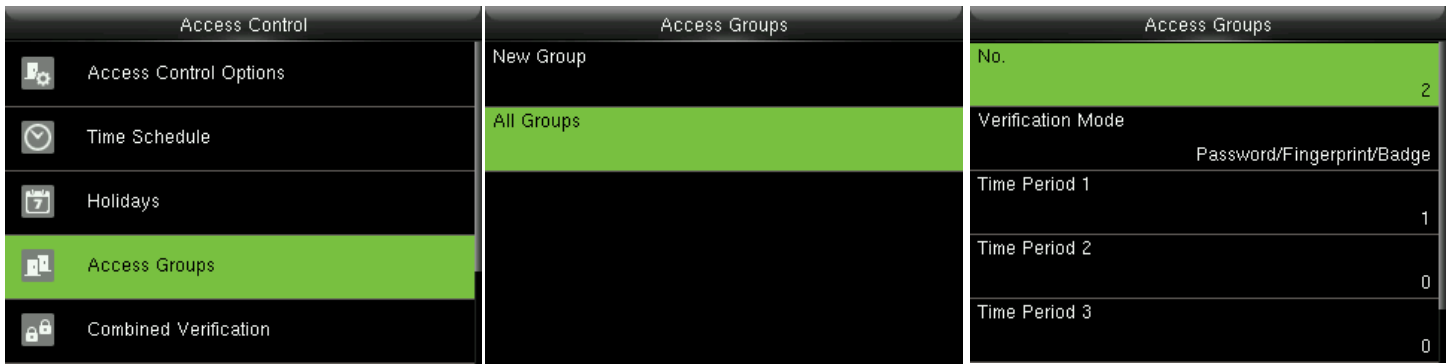 Access Control
Access Control Options
Time Schedule
7
Holidays
Access Groups
Combined Verification
Access Groups
New Group
All Groups
Access Groups
No.
2
Verification Mode
Password/Fingerprint/Badge
Time Period 1
1
Time Period 2
0
Time Period 3
0